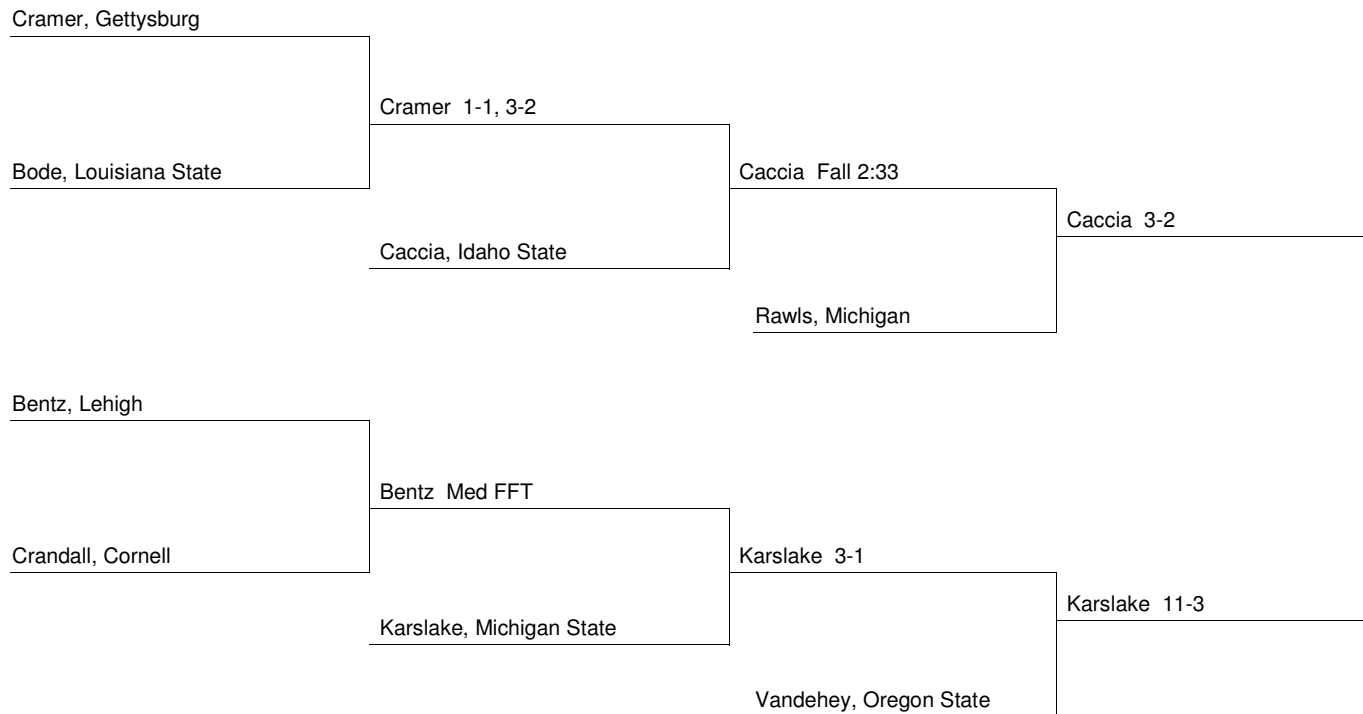 Cramer, Gettysburg
Cramer 1-1, 3-2
Bode, Louisiana State
Caccia Fall 2:33
Caccia 3-2
Caccia, Idaho State
Rawls, Michigan
Bentz, Lehigh
Bentz Med FFT
Crandall, Cornell
Karslake 3-1
Karslake 11-3
Karslake, Michigan State
Vandehey, Oregon State